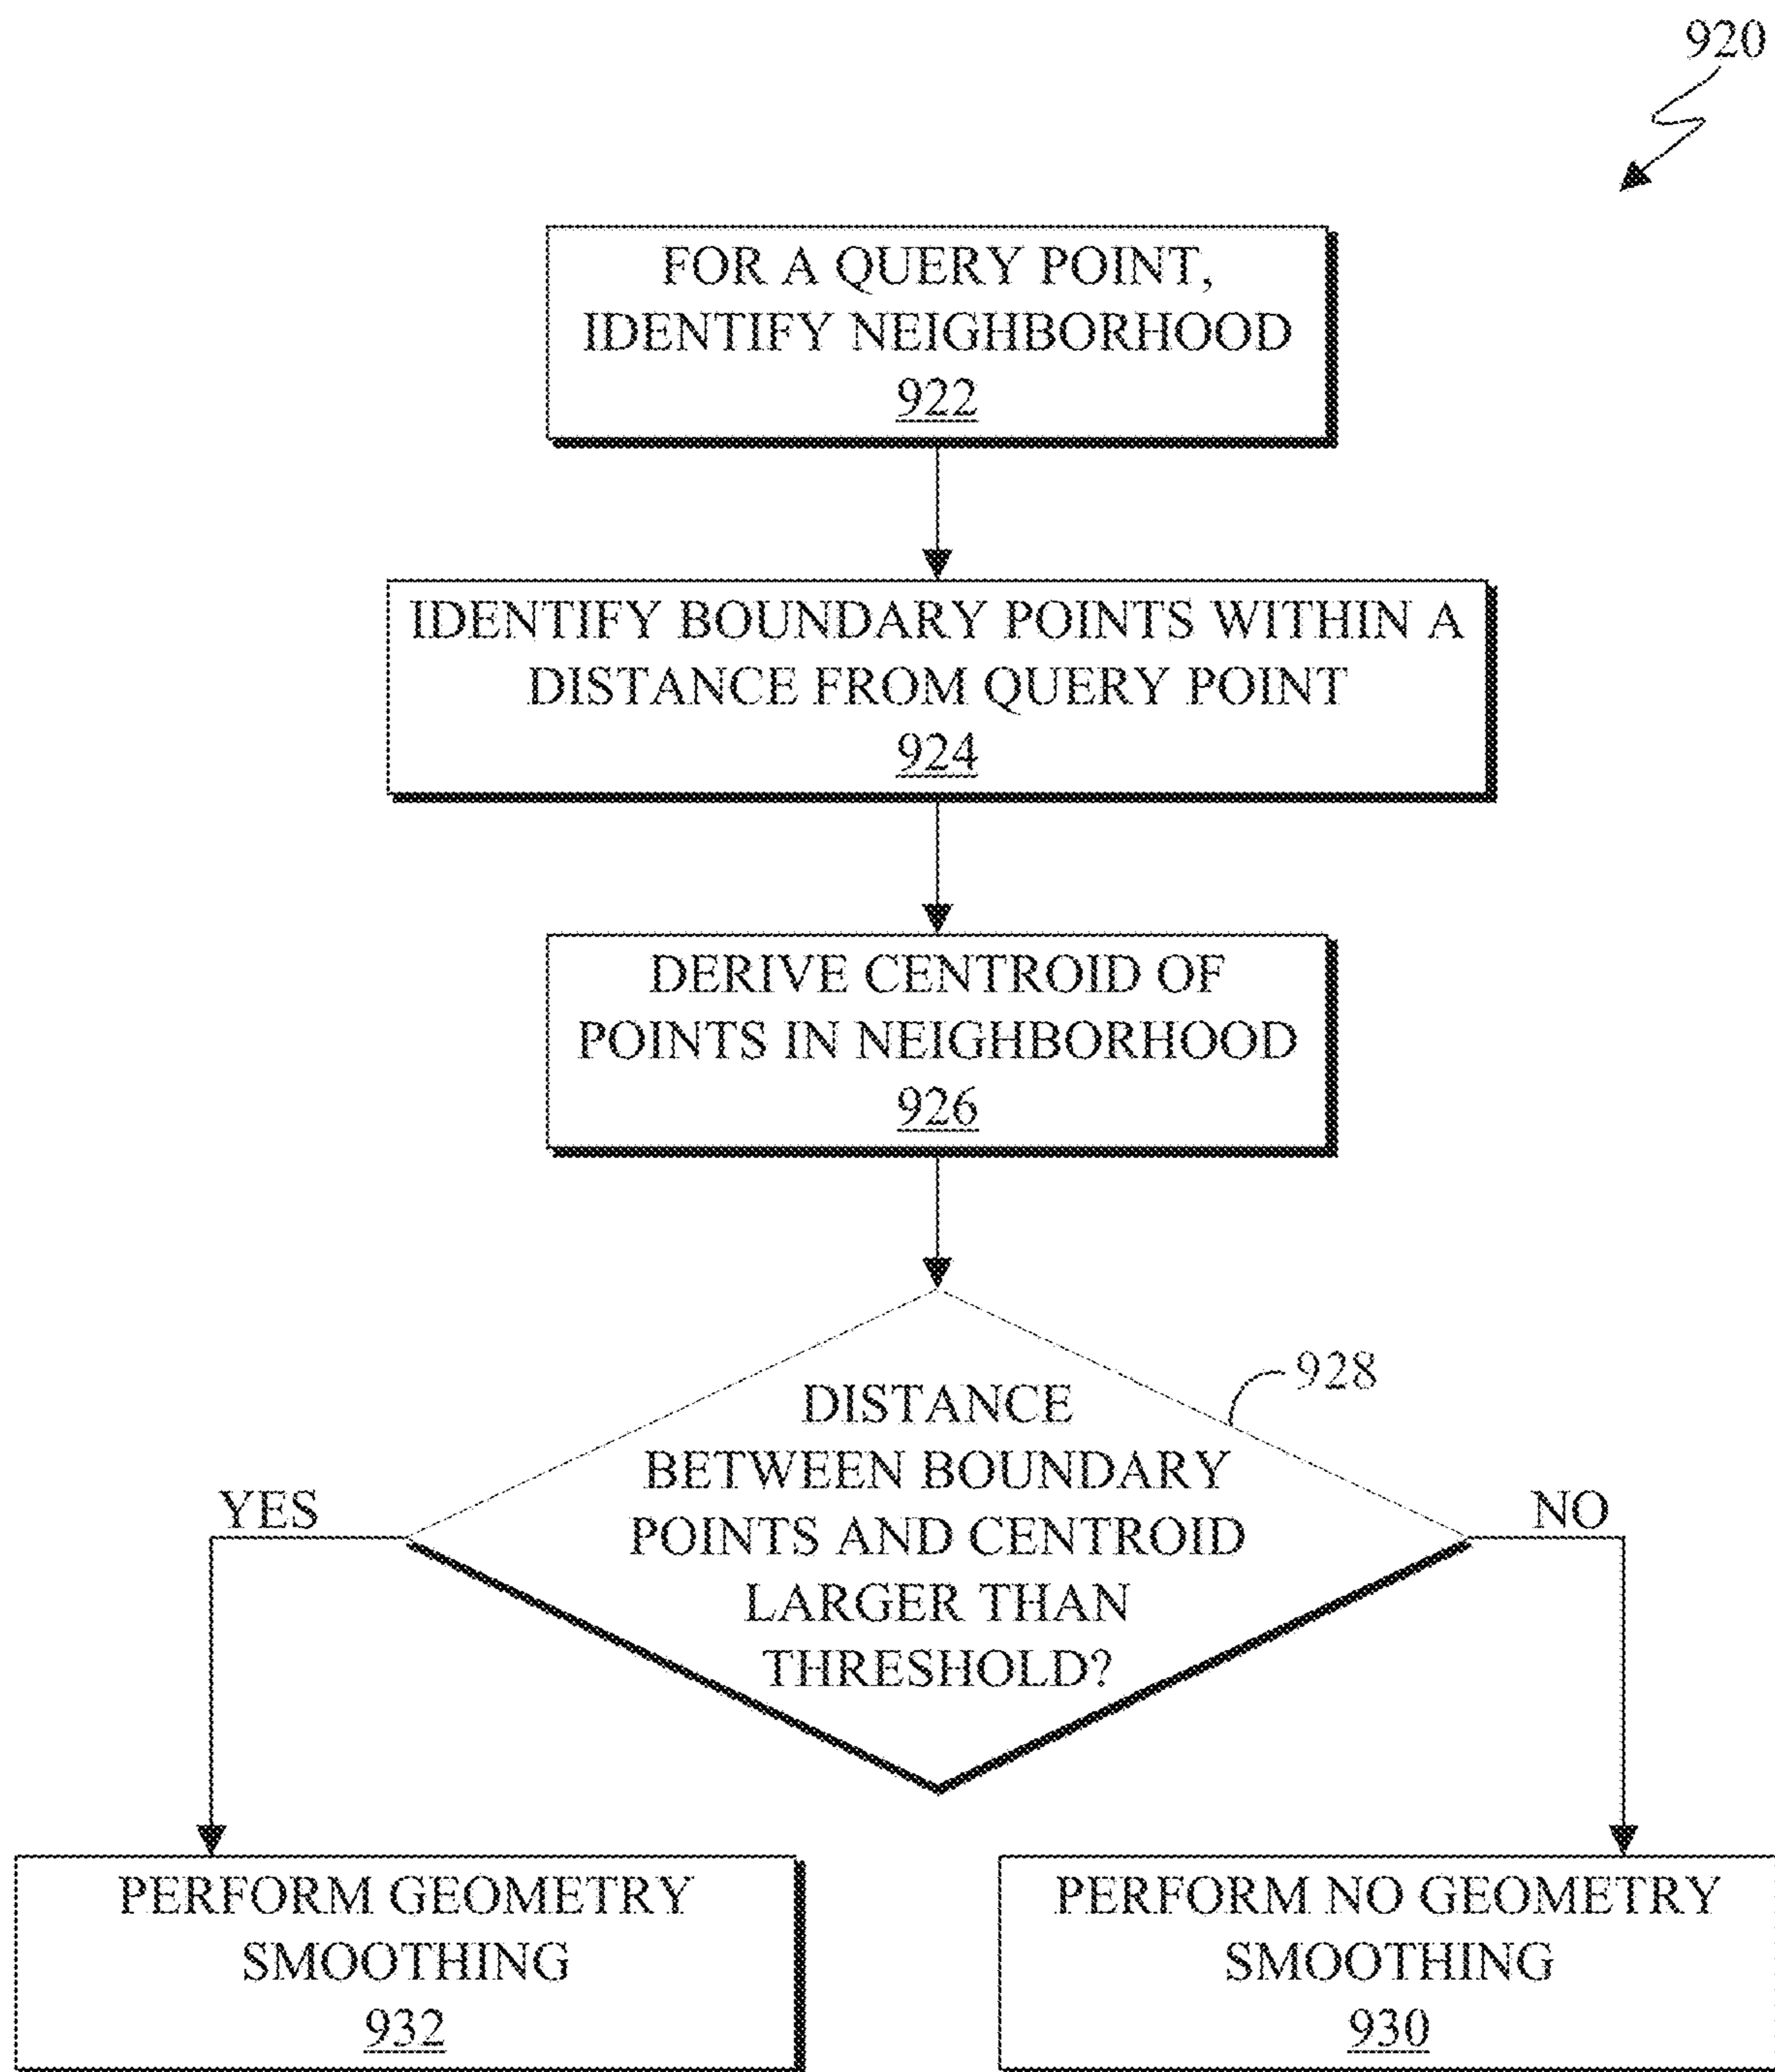 920
FOR A QUERY POINT,
IDENTIFY NEIGHBORHOOD
922
IDENTIFY BOUNDARY POINTS WITHIN A
DISTANCE FROM QUERY POINT
924
DERIVE CENTROID OF
POINTS IN NEIGHBORHOOD
926
928
DISTANCE
BETWEEN BOUNDARY
POINTS AND CENTROID
LARGER THAN
THRESHOLD?
YES
NO
PERFORM GEOMETRY
SMOOTHING
932
PERFORM NO GEOMETRY
SMOOTHING
930